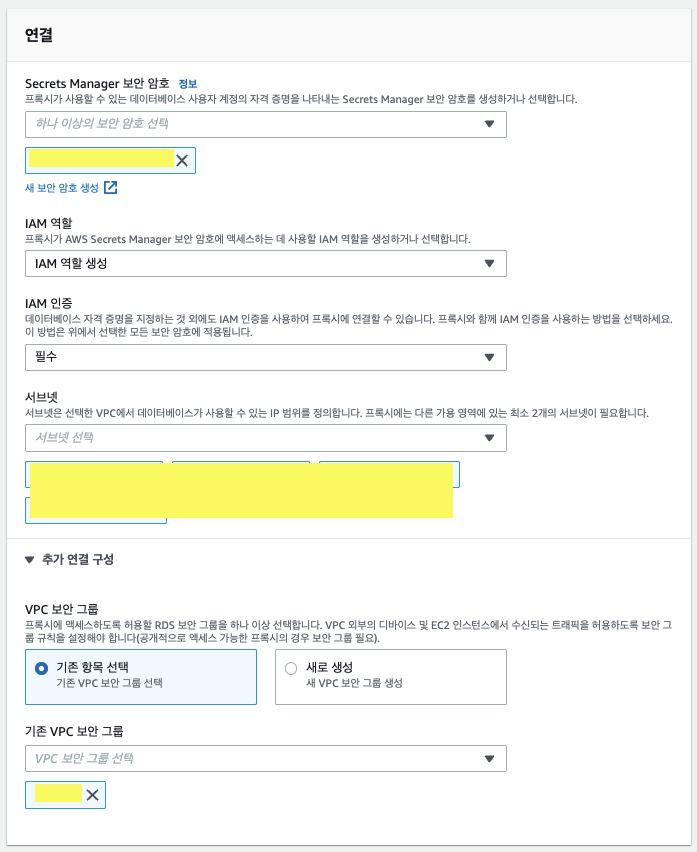 연결
Secrets Manager 보안 암호 정보
프록시가 사용할 수 있는 데이터베이스 사용자 계정의 자격 증명을 나타내는 Secrets Manager 보안 암호를 생성하거나 선택합니다.
하나 이상의 보안 암호 선택
새 보안 암호 생성
IAM 역할
프록시가 AWS Secrets Manager 보안 암호에 액세스하는 데 사용할 IAM 역할을 생성하거나 선택합니다.
IAM 역할 생성
IAM 인증
데이터베이스 자격 증명을 지정하는 것 외에도 IAM 인증을 사용하여 프록시에 연결할 수 있습니다. 프록시와 함께 IAM 인증을 사용하는 방법을 선택하세요.
이 방법은 위에서 선택한 모든 보안 암호에 적용됩니다.
필수
서브넷
서브넷은 선택한 VPC에서 데이터베이스가 사용할 수 있는 IP 범위를 정의합니다. 프록시에는 다른 가용 영역에 있는 최소 2개의 서브넷이 필요합니다.
서브넷 선택
추가 연결 구성
VPC 보안 그룹
프록시에 액세스하도록 허용할 RDS 보안 그룹을 하나 이상 선택합니다. VPC 외부의 디바이스 및 EC2 인스턴스에서 수신되는 트래픽을 허용하도록 보안 그
룹 규칙을 설정해야 합니다(공개적으로 액세스 가능한 프록시의 경우 보안 그룹 필요).
기존 항목 선택
기존 VPC 보안 그룹 선택
새로 생성
새 VPC 보안 그룹 생성
기존 VPC 보안 그룹
VPC 보안 그룹 선택